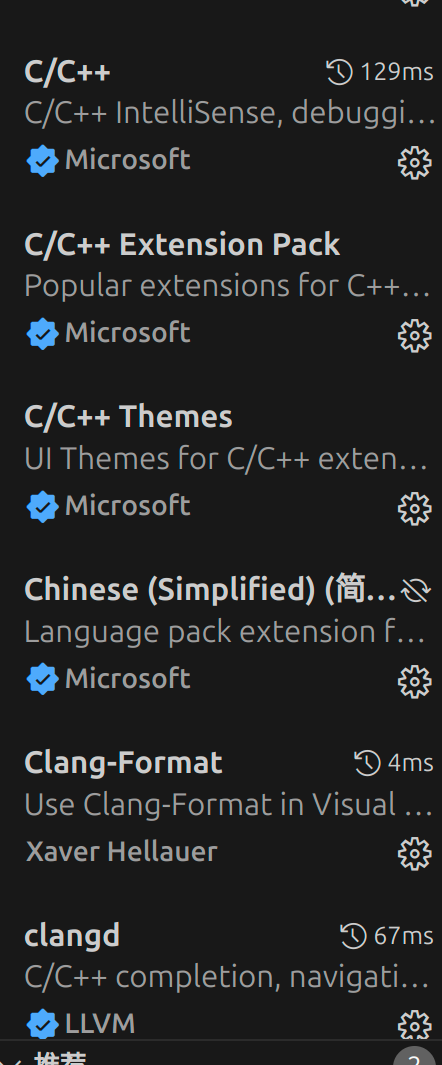 C/C++ 129ms
C/C++ IntelliSense, debuggi...
Microsoft
C/C++ Extension Pack
Popular extensions for C++...
Microsoft
C/C++ Themes
UI Themes for C/C++ exten...
Microsoft
Chinese (Simplified) (简...
Language pack extension f...
Microsoft
Clang-Format 4ms
Use Clang-Format in Visual ...
Xaver Hellauer
clangd 67ms
C/C++ completion, navigati...
LLVM
推荐